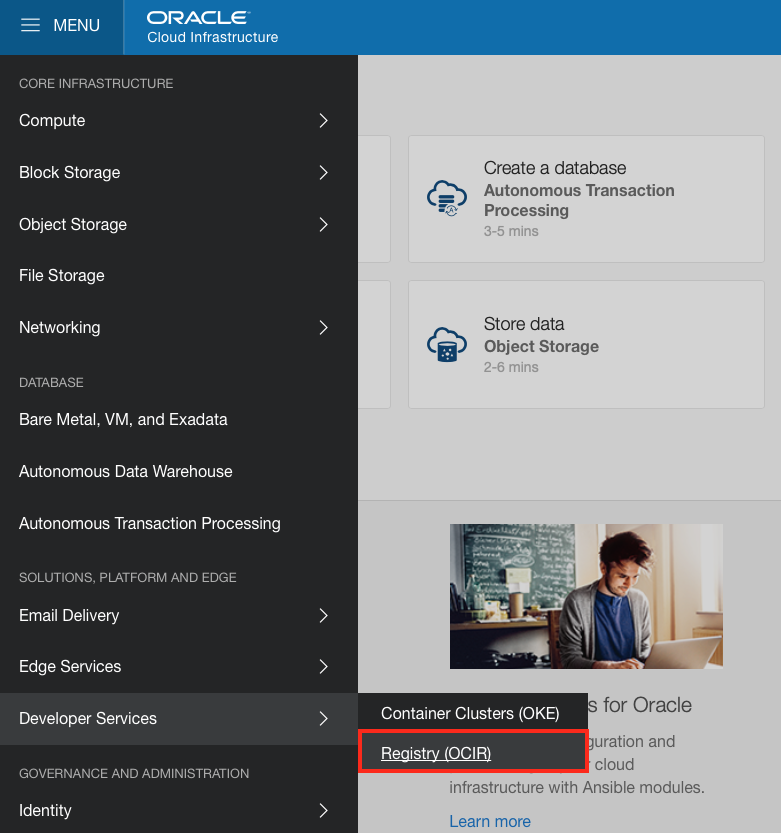 MENU
ORACLE
Cloud Infrastructure
CORE INFRASTRUCTURE
Compute
Block Storage
Object Storage
File Storage
Networking
DATABASE
Bare Metal, VM, and Exadata
Autonomous Data Warehouse
Autonomous Transaction Processing
SOLUTIONS, PLATFORM AND EDGE
Email Delivery
Edge Services
Developer Services
GOVERNANCE AND ADMINISTRATION
Identity
Container Clusters (OKE)
Registry (OCIR)
Create a database
Autonomous Transaction
Processing
3-5 mins
Store data
Object Storage
2-6 mins
for Oracle
and
cloud
infrastructure with Ansible modules.
Learn more